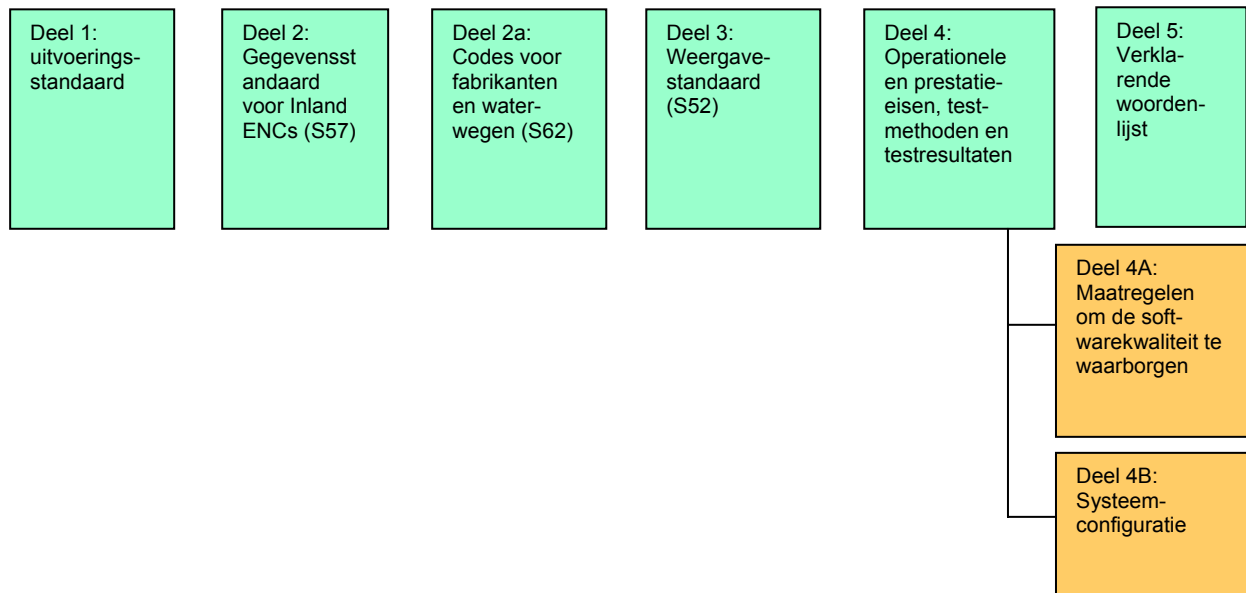 Deel 1:
uitvoerings-
standaard
Deel 2:
Gegevensst
andaard
voor Inland
ENCs (S57)
Deel 2a:
Codes voor
fabrikanten
en water-
wegen (S62)
Deel 3:
Weergave-
standaard
(S52)
Deel 4:
Operationele
en prestatie-
eisen, test-
methoden en
testresultaten
Deel 5:
Verkla-
rende
woorden-
lijst
Deel 4A:
Maatregelen
om de soft-
warekwaliteit te
waarborgen
Deel 4B:
Systeem-
configuratie